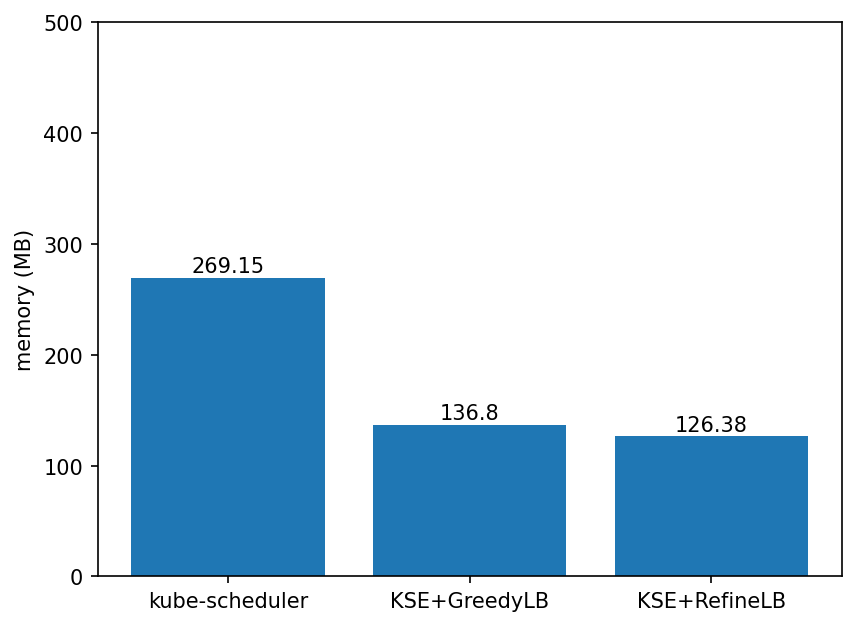 500
400
300
200
100
0
memory (MB)
269.15
136.8
126.38
kube-scheduler
KSE+GreedyLB
KSE+RefineLB